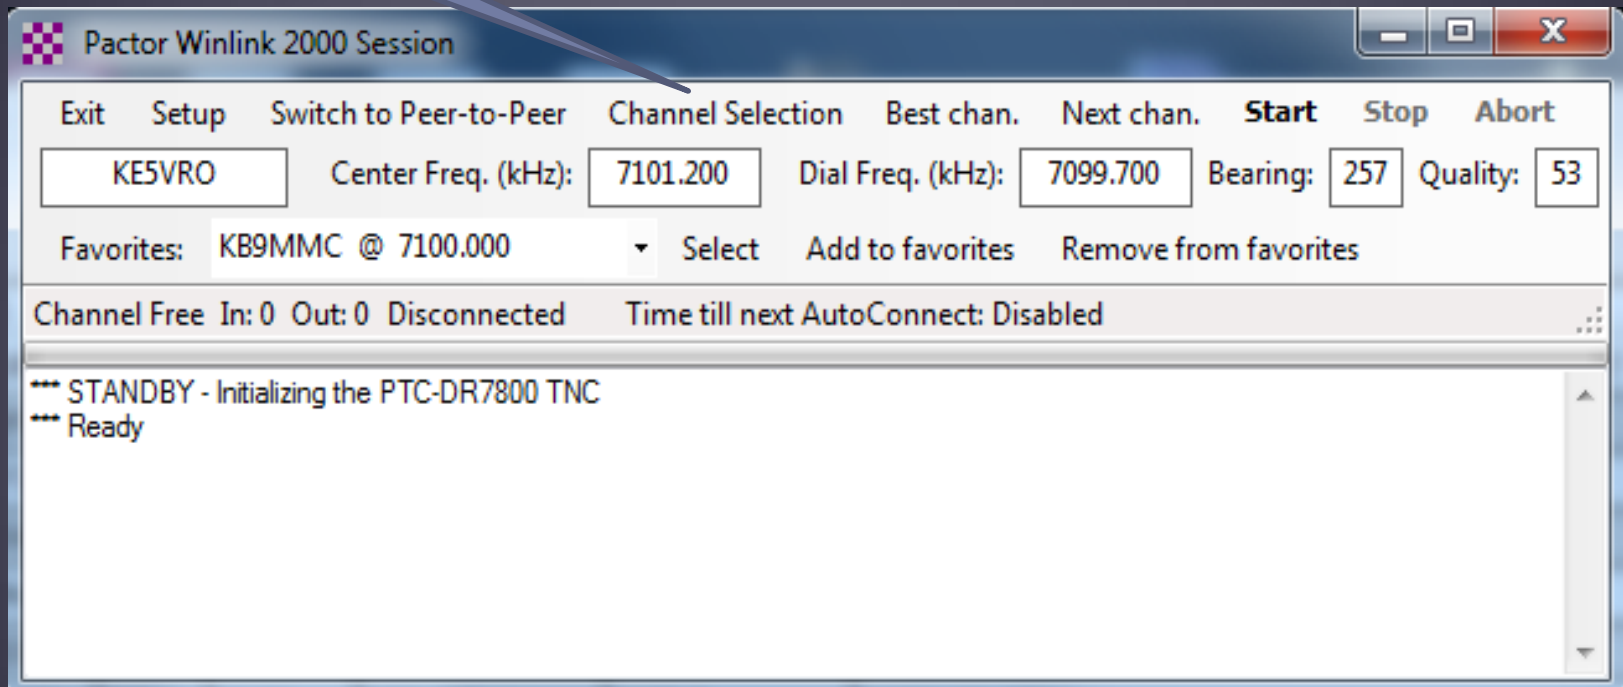 Pactor Winlink 2000 Session
Exit Setup Switch to Peer-to-Peer Channel Selection Best chan. Next chan. Start Stop Abort
KE5VRO Center Freq. (kHz): 7101.200 Dial Freq. (kHz): 7099.700 Bearing: 257 Quality: 53
Favorites: KB9MMC @ 7100.000 Select Add to favorites Remove from favorites
Channel Free In: 0 Out: 0 Disconnected Time till next AutoConnect: Disabled
*** STANDBY - Initializing the PTC-DR7800 TNC
*** Ready